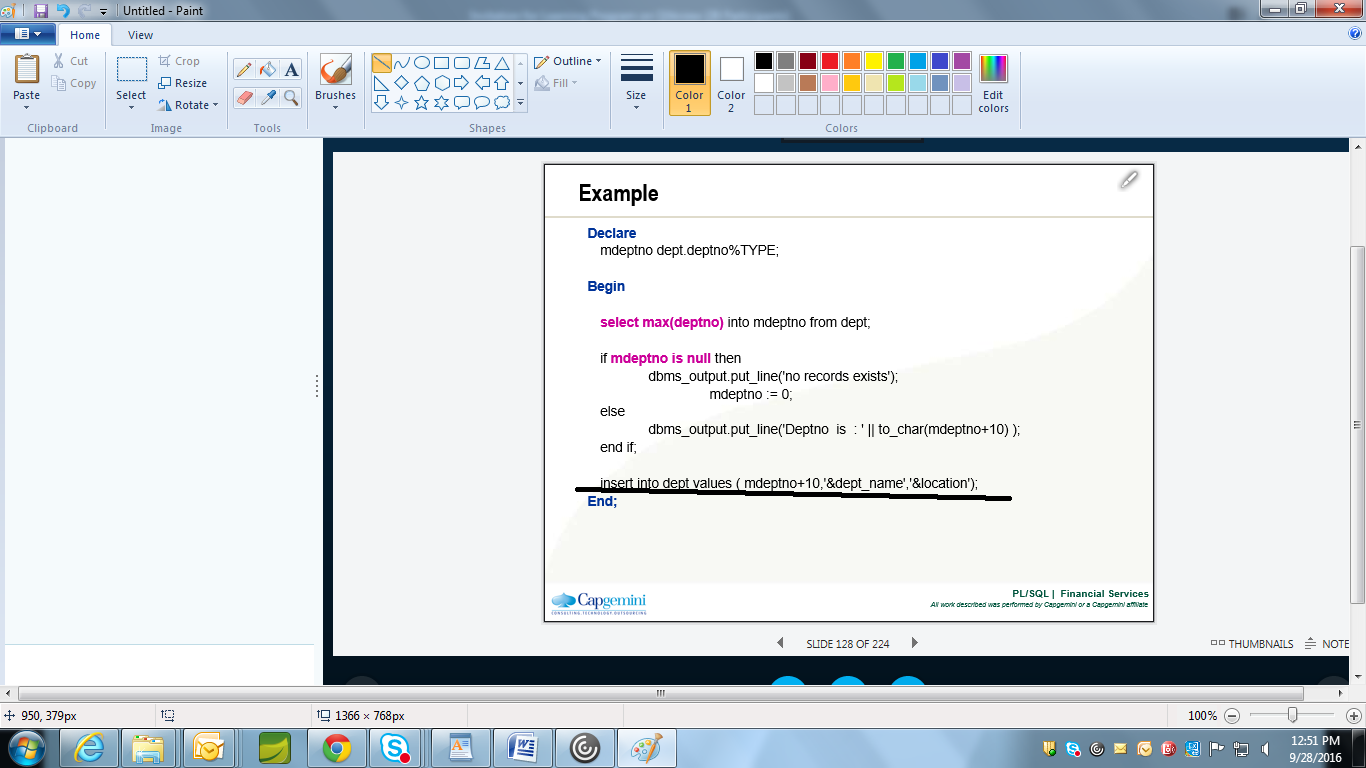 Untitled - Paint
Home View
Paste
Cut
Copy
Clipboard
Select
Crop
Resize
Rotate
Image
Tools
Brushes
Shapes
Outline
Fill
Size
Color 1
Color 2
Edit colors
Colors
Example
Declare
mdeptno dept.deptno%TYPE;
Begin
select max(deptno) into mdeptno from dept;
if mdeptno is null then
dbms_output.put_line('no records exists');
mdeptno := 0;
else
dbms_output.put_line('Deptno is : ' || to_char(mdeptno+10) );
end if;
insert into dept values ( mdeptno+10,'&dept_name','&location');
End;
Capgemini
CONSULTING.TECHNOLOGY.OUTSOURCING
PL/SQL | Financial Services
All work described was performed by Capgemini or a Capgemini affiliate
SLIDE 128 OF 224
THUMBNAILS NOTE
950, 379px
1366 × 768px
100%
12:51 PM
9/28/2016